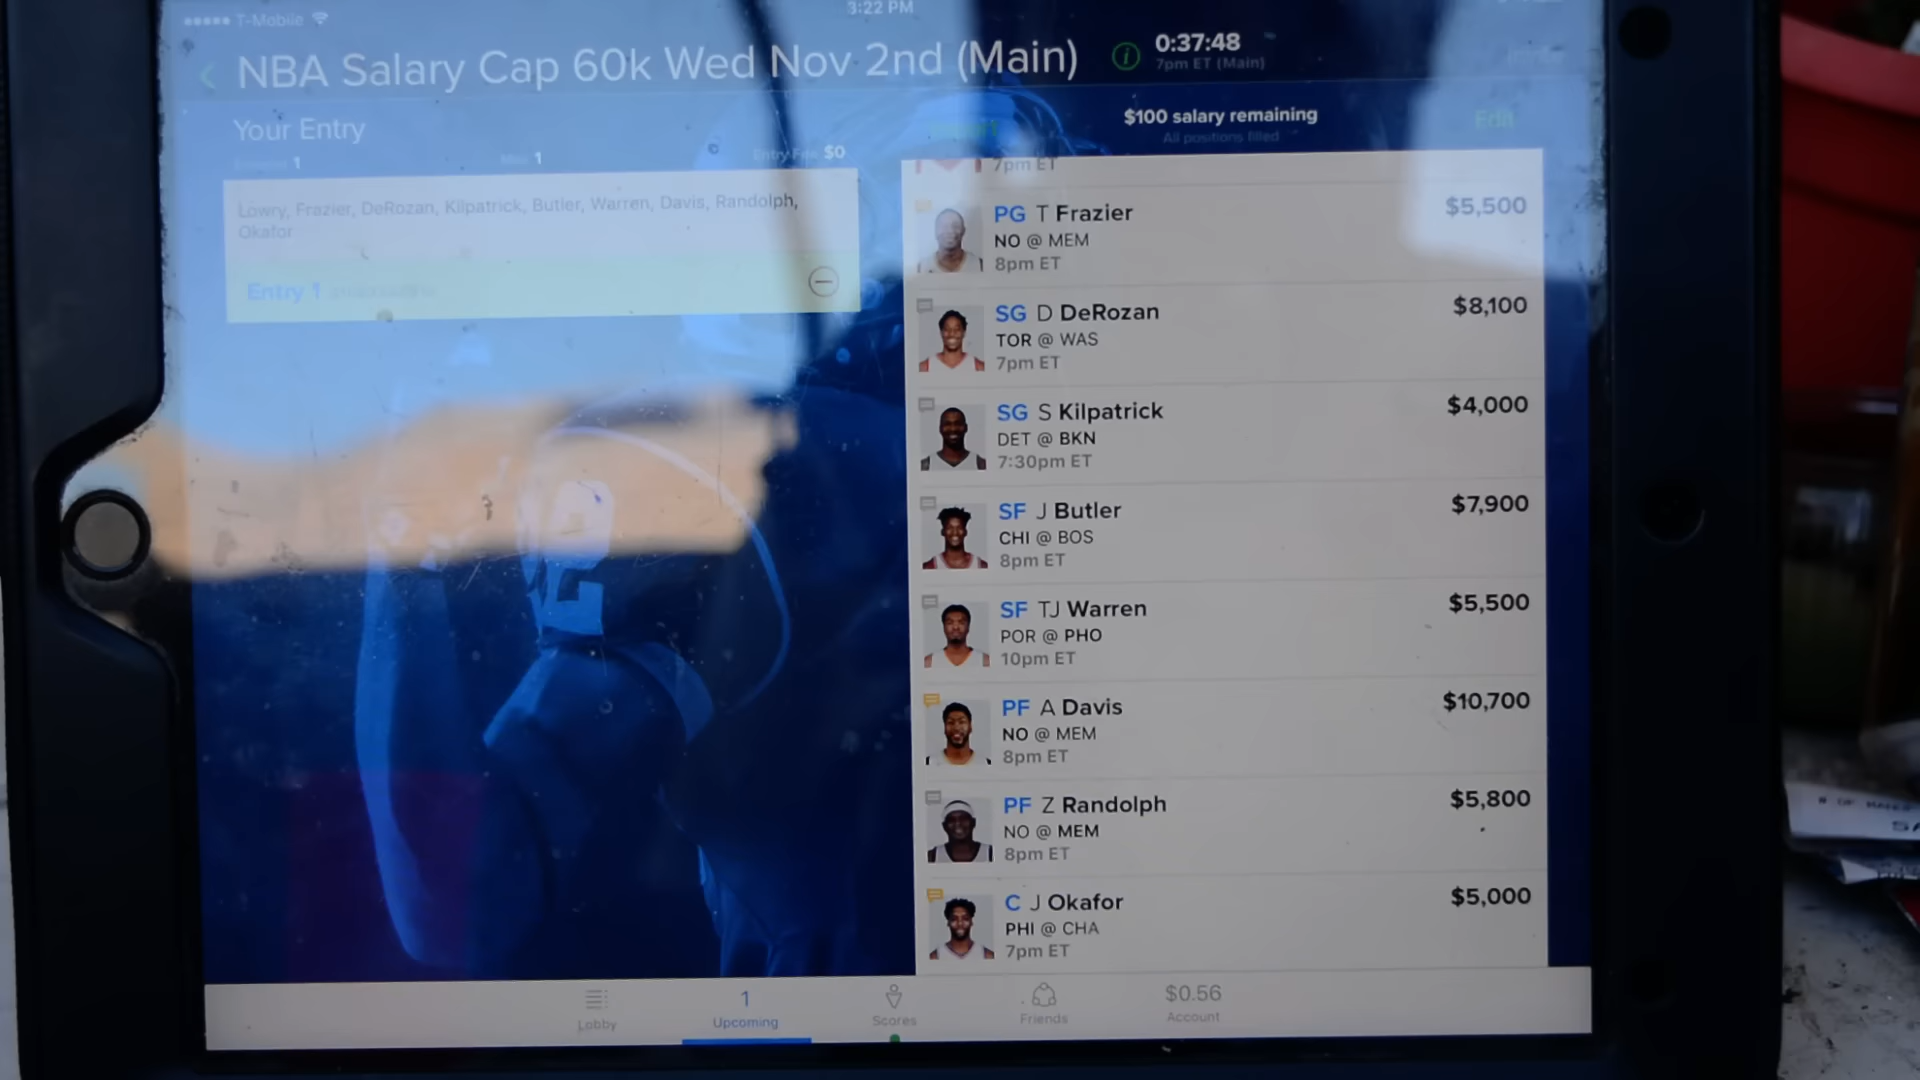 T-Mobile
3:22 PM
NBA Salary Cap 60k Wed Nov 2nd (Main)
0:37:48
7pm ET (Main)
Your Entry
1
Max 1
Entry Fee $0
$100 salary remaining
All positions filled
Edit
Lowry, Frazier, DeRozan, Kilpatrick, Butler, Warren, Davis, Randolph,
Okafor
Entry 1
7pm ET
PG T Frazier
$5,500
NO @ MEM
8pm ET
SG D DeRozan
$8,100
TOR @ WAS
7pm ET
SG S Kilpatrick
$4,000
DET @ BKN
7:30pm ET
SF J Butler
$7,900
CHI @ BOS
8pm ET
SF TJ Warren
$5,500
POR @ PHO
10pm ET
PF A Davis
$10,700
NO @ MEM
8pm ET
PF Z Randolph
$5,800
NO @ MEM
8pm ET
C J Okafor
$5,000
PHI @ CHA
7pm ET
Lobby
1
Upcoming
Scores
Friends
$0.56
Account